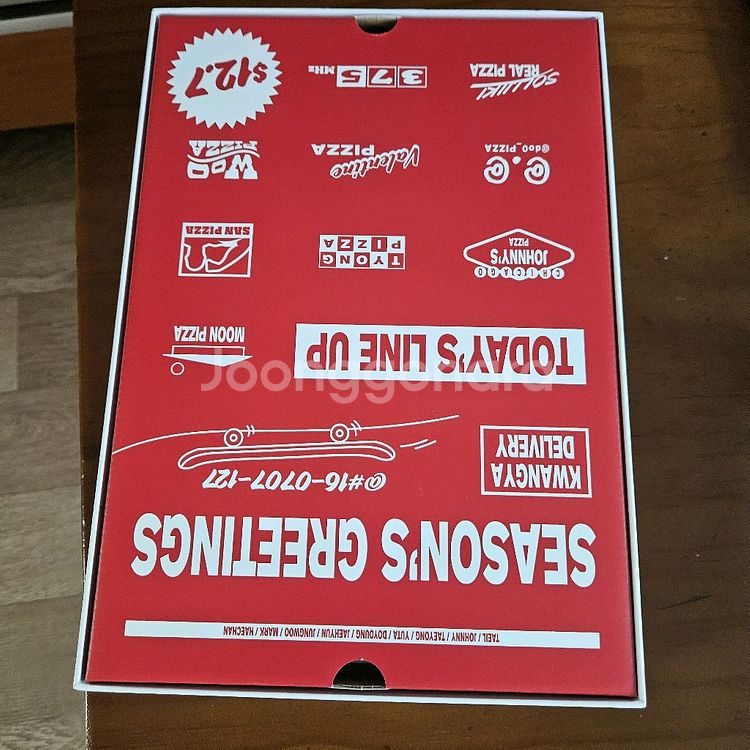 TAEIL / JOHNNY / TAEYONG / YUTA / DOYOUNG / JAEHYUN / JUNGWOO / MARK / HAECHAN
SEASON'S GREETINGS
KWANGYA
DELIVERY
@#16-0707-127
TODAY'S LINE UP
MOON PIZZA
CHICAGO
JOHNNY'S
PIZZA
TYONG
PIZZA
SAN PIZZA
@do0_PIZZA
Valentine
PIZZA
WOO
PIZZA
REAL PIZZA
375 MHz
$12.7
Joonggonara